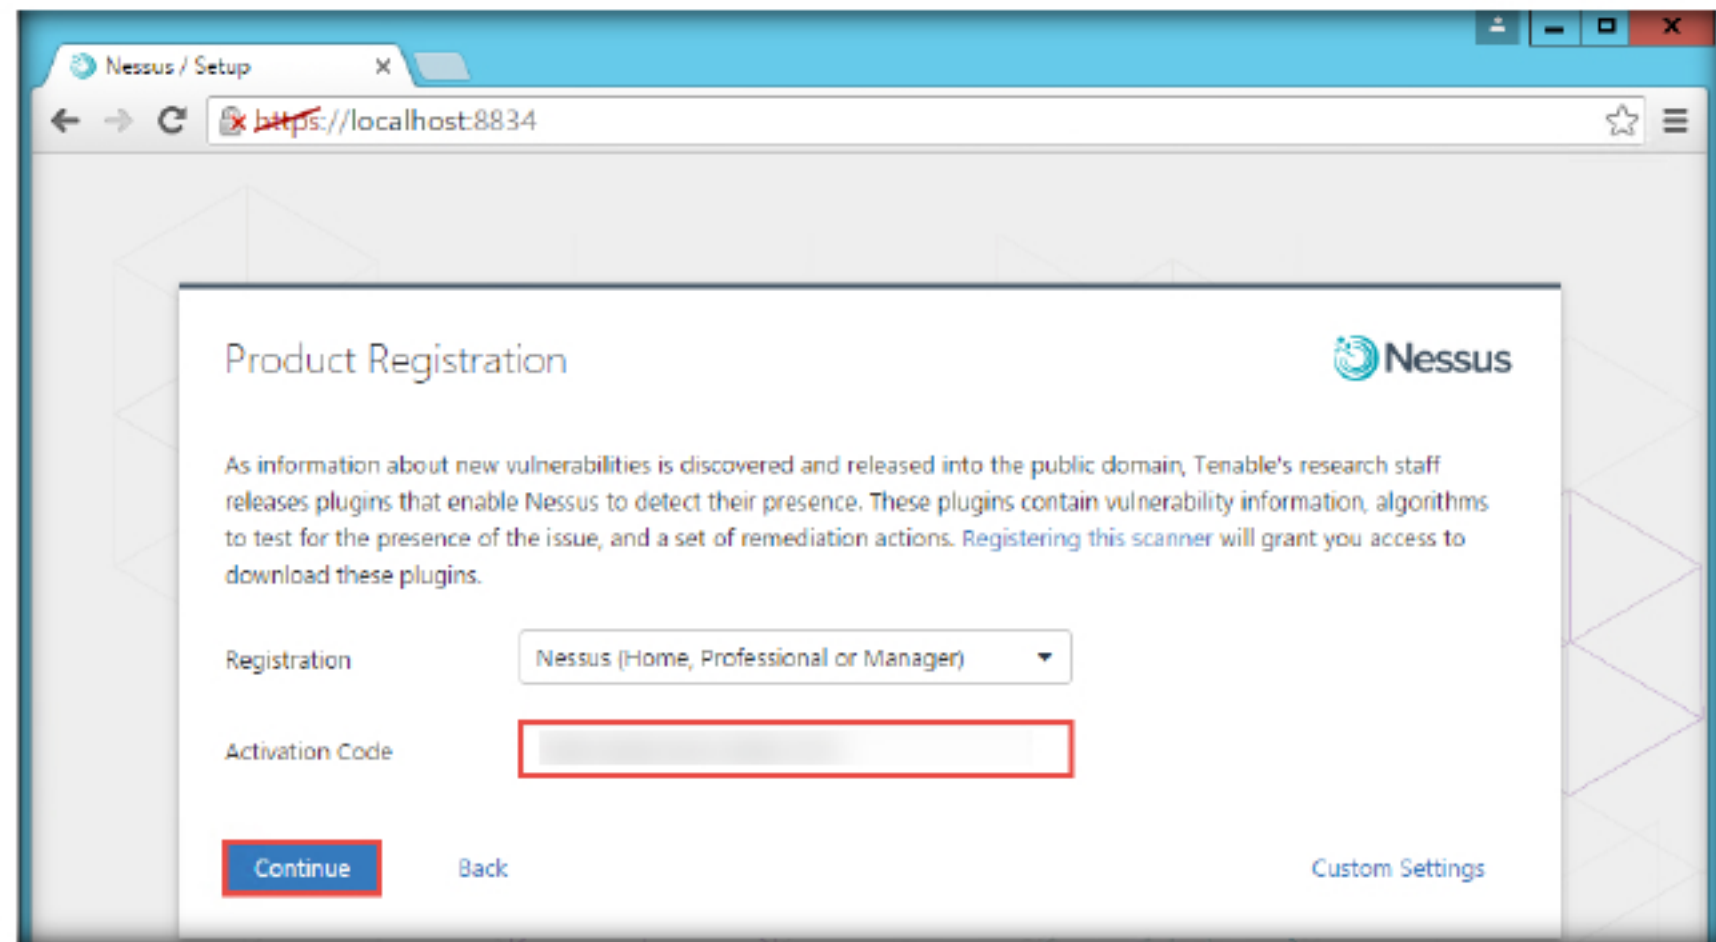 Nessus / Setup
https://localhost:8834
Product Registration
Nessus
As information about new vulnerabilities is discovered and released into the public domain, Tenable's research staff
releases plugins that enable Nessus to detect their presence. These plugins contain vulnerability information, algorithms
to test for the presence of the issue, and a set of remediation actions. Registering this scanner will grant you access to
download these plugins.
Registration
Nessus (Home, Professional or Manager)
Activation Code
Continue
Back
Custom Settings